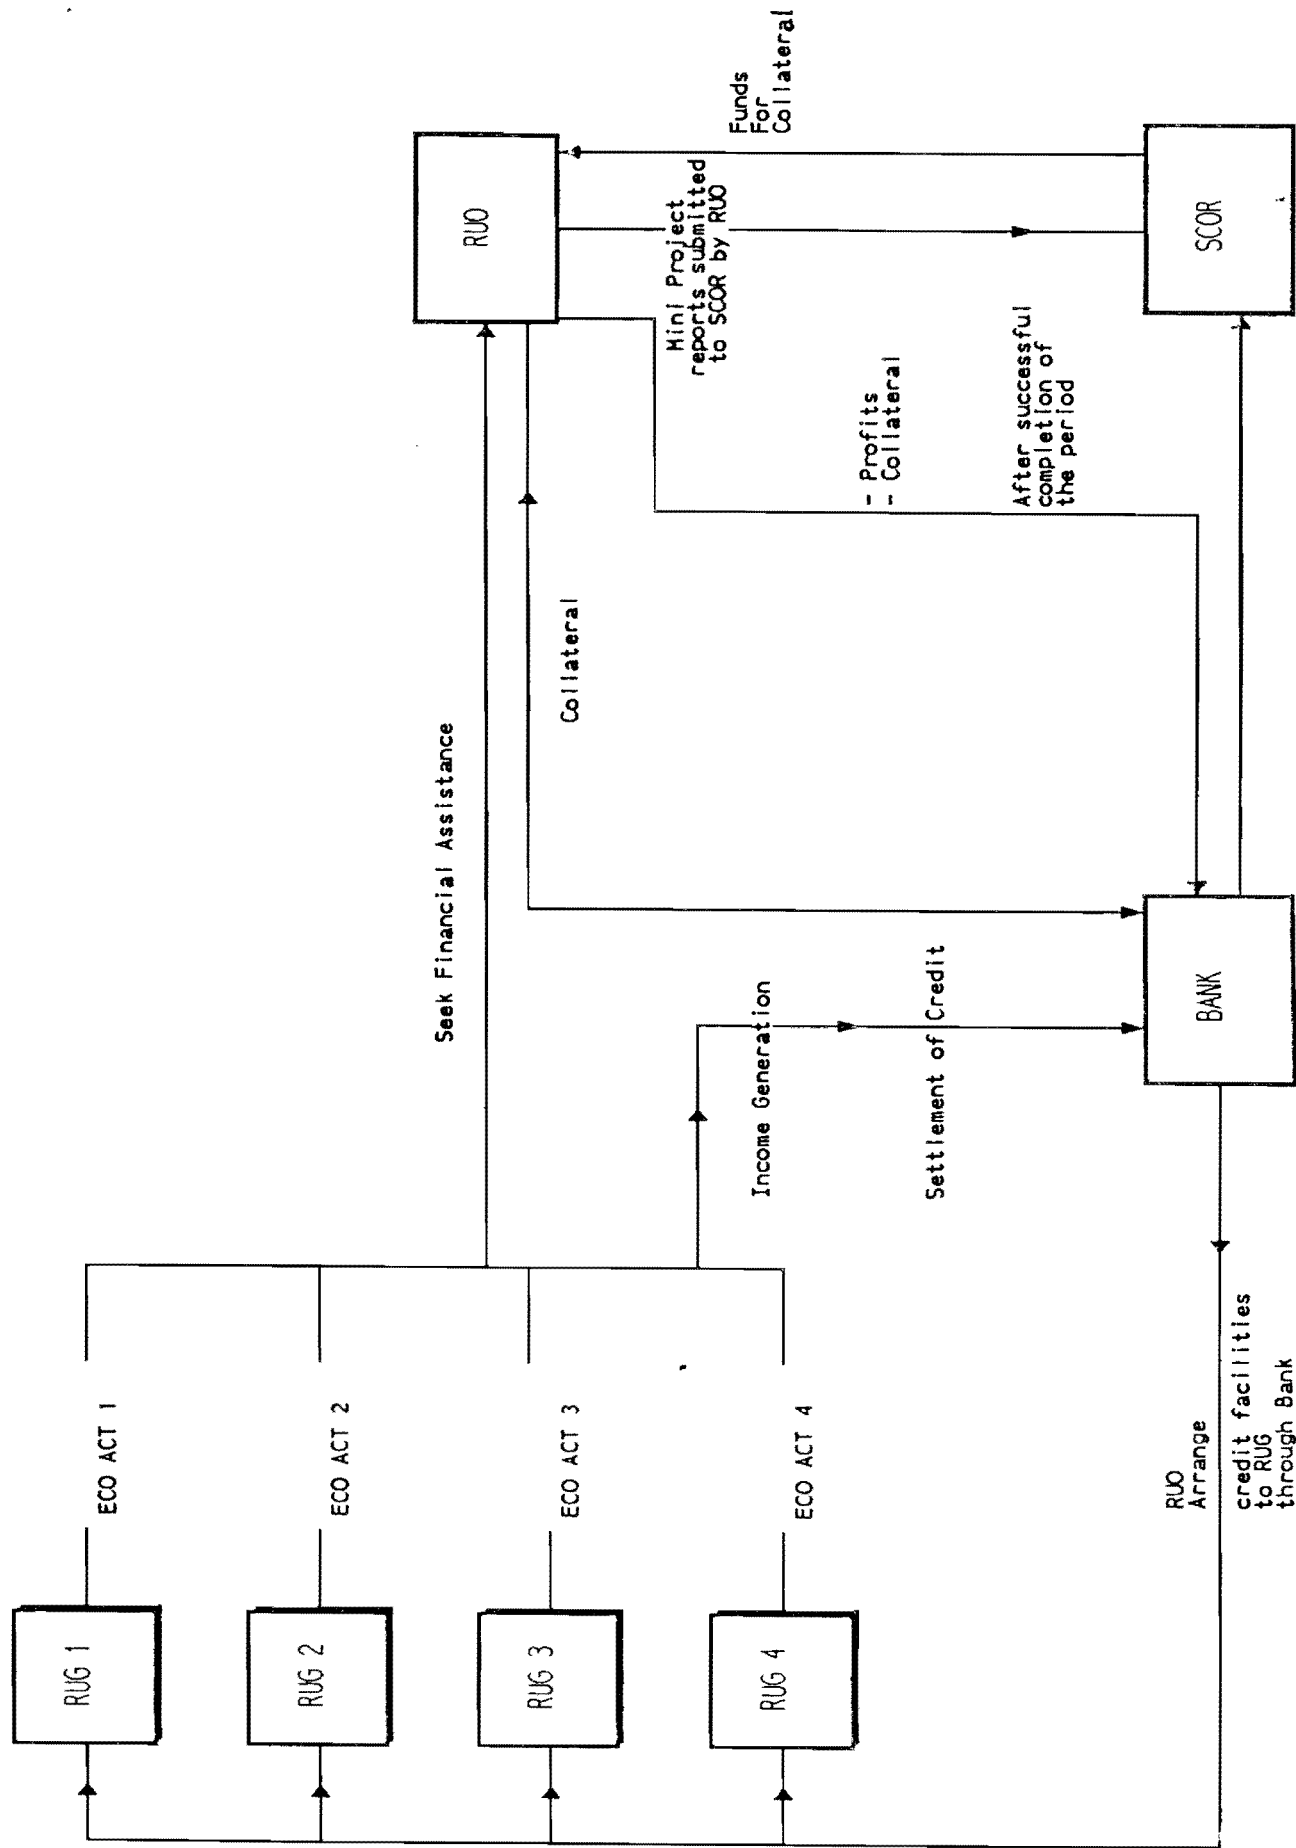 RUG 1
ECO ACT 1
RUG 2
ECO ACT 2
RUG 3
ECO ACT 3
RUG 4
ECO ACT 4
Seek Financial Assistance
RUO
Collateral
Mini Project
reports submitted
to SCOR by RUO
Funds
For
Collateral
Income Generation
Settlement of Credit
- Profits
- Collateral
After successful
completion of
the period
RUO
Arrange
credit facilities
to RUG
through Bank
BANK
SCOR